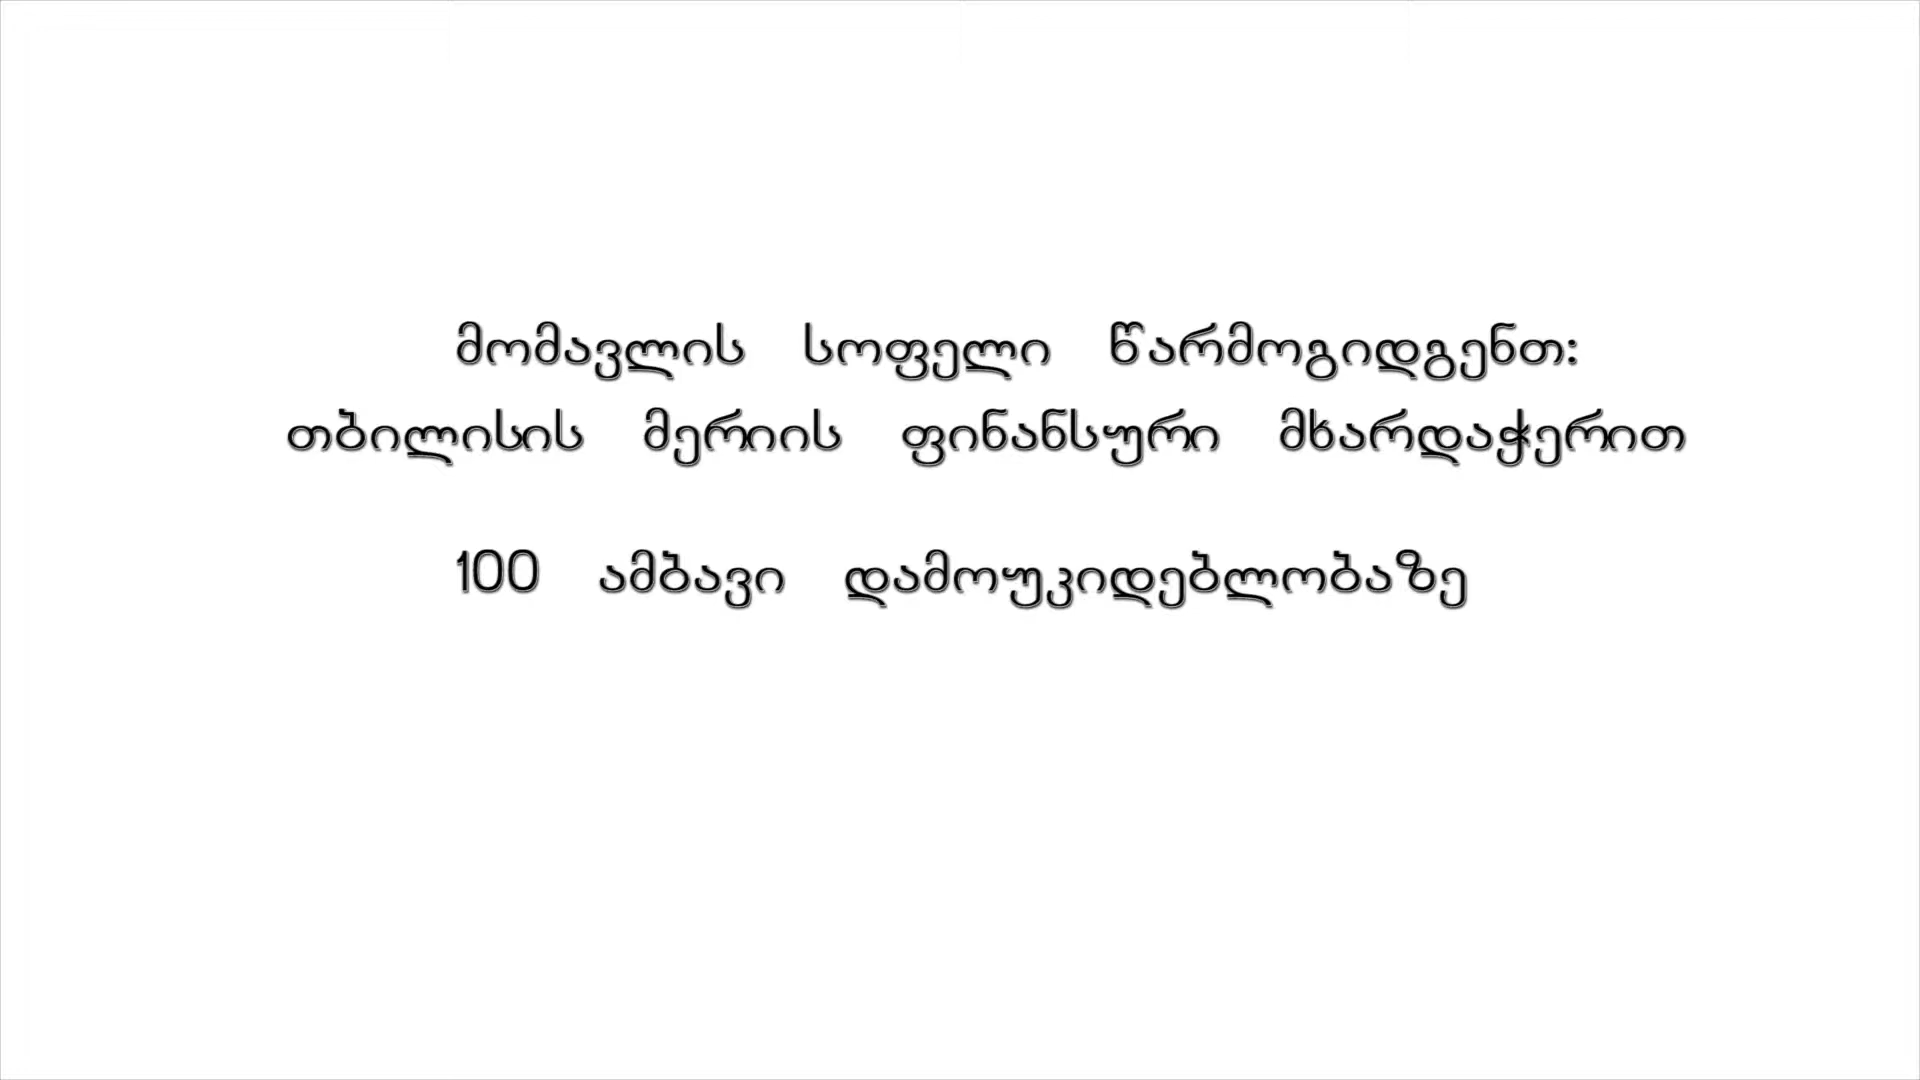 მომავლის სოფელი წარმოგიდგენთ:
თბილისის მერიის ფინანსური მხარდაჭერით
100 ამბავი დამოუკიდებლობაზე